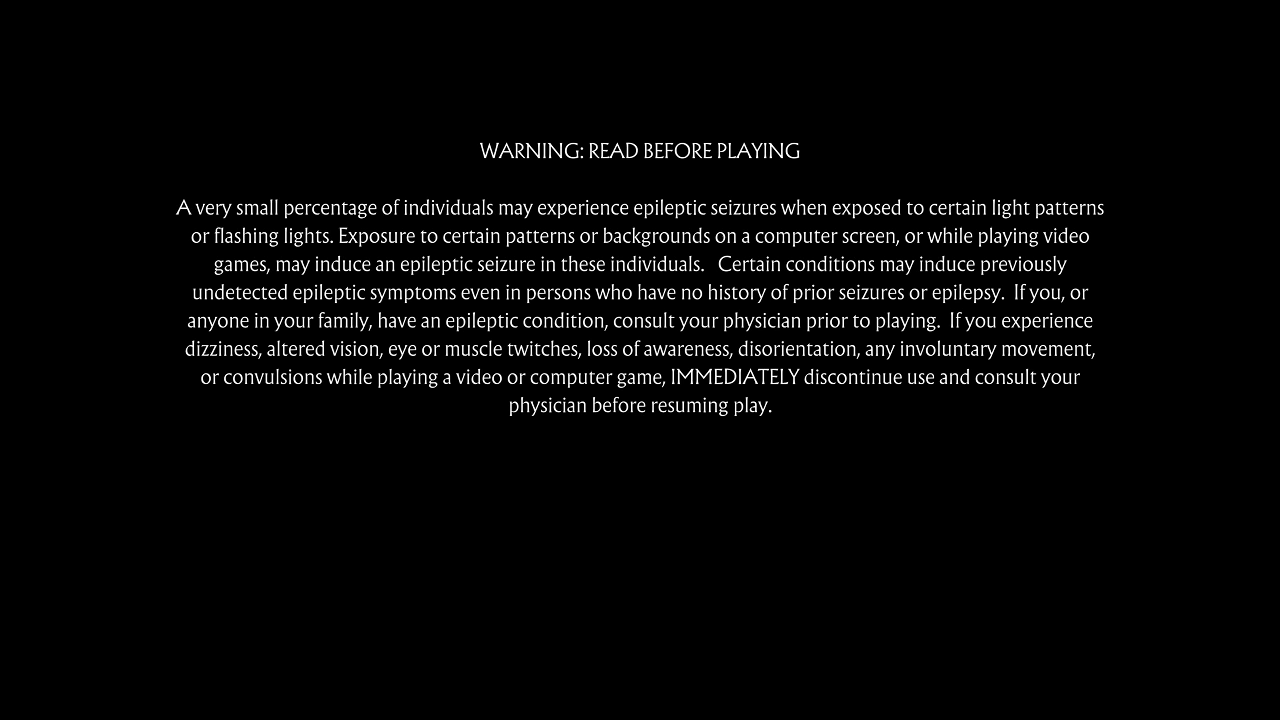 WARNING: READ BEFORE PLAYING
A very small percentage of individuals may experience epileptic seizures when exposed to certain light patterns
or flashing lights. Exposure to certain patterns or backgrounds on a computer screen, or while playing video
games, may induce an epileptic seizure in these individuals.   Certain conditions may induce previously
undetected epileptic symptoms even in persons who have no history of prior seizures or epilepsy.  If you, or
anyone in your family, have an epileptic condition, consult your physician prior to playing.  If you experience
dizziness, altered vision, eye or muscle twitches, loss of awareness, disorientation, any involuntary movement,
or convulsions while playing a video or computer game, IMMEDIATELY discontinue use and consult your
physician before resuming play.